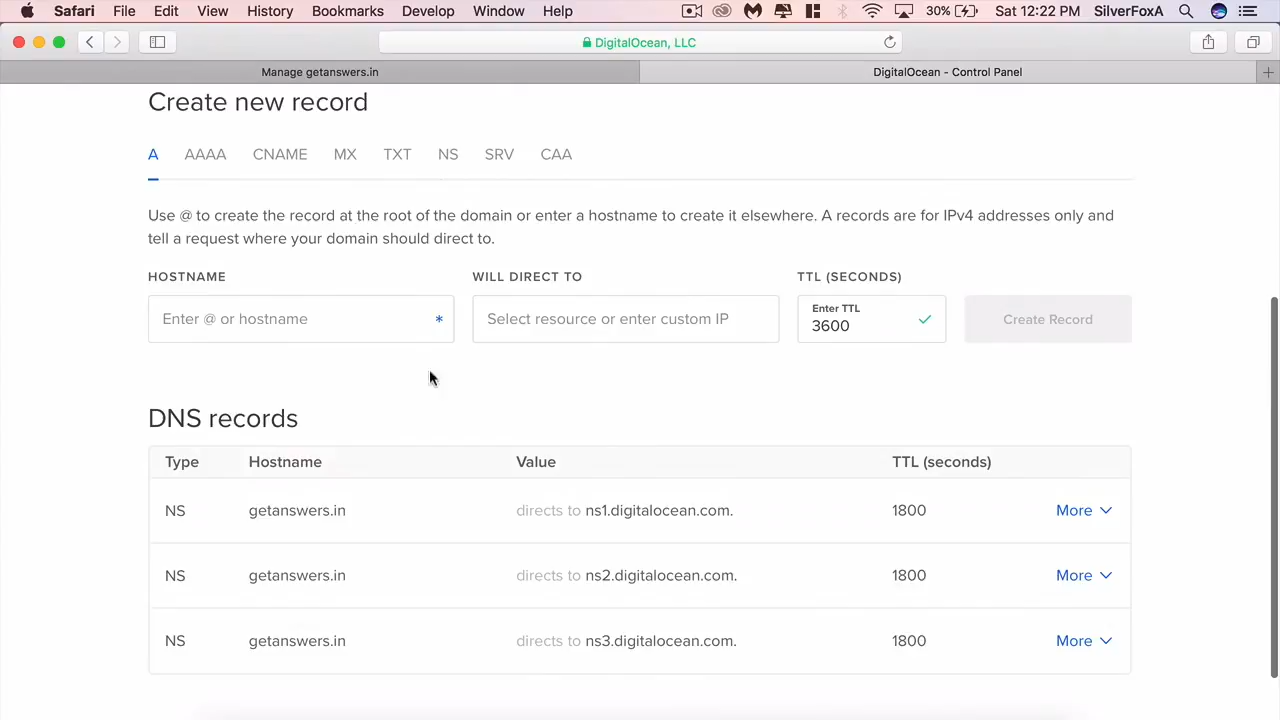 Safari File Edit View History Bookmarks Develop Window Help 30% Sat 12:22 PM SilverFoxA
DigitalOcean, LLC
Manage getanswers.in DigitalOcean - Control Panel
Create new record
A AAAA CNAME MX TXT NS SRV CAA
Use @ to create the record at the root of the domain or enter a hostname to create it elsewhere. A records are for IPv4 addresses only and
tell a request where your domain should direct to.
HOSTNAME WILL DIRECT TO TTL (SECONDS)
Enter @ or hostname * Select resource or enter custom IP Enter TTL
3600 Create Record
DNS records
Type Hostname Value TTL (seconds)
NS getanswers.in directs to ns1.digitalocean.com. 1800 More
NS getanswers.in directs to ns2.digitalocean.com. 1800 More
NS getanswers.in directs to ns3.digitalocean.com. 1800 More